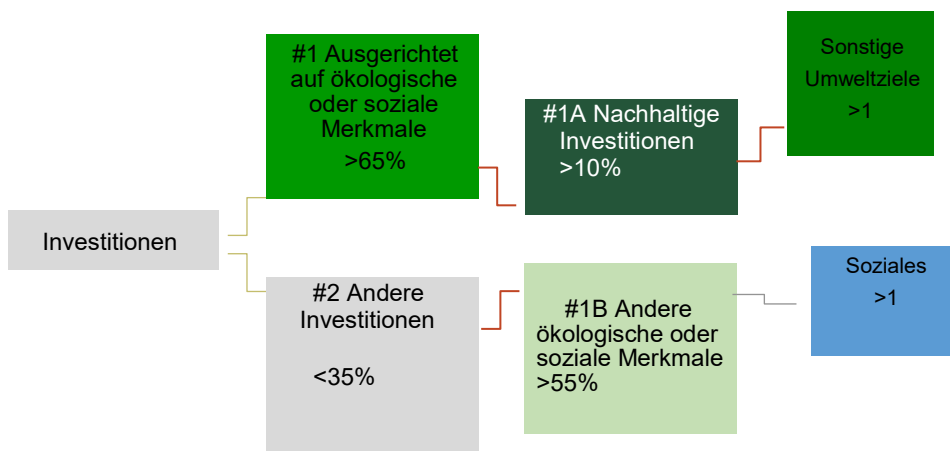 Investitionen
#1 Ausgerichtet
auf ökologische
oder soziale
Merkmale
>65%
#2 Andere
Investitionen
<35%
#1A Nachhaltige
Investitionen
>10%
#1B Andere
ökologische oder
soziale Merkmale
>55%
Sonstige
Umweltziele
>1
Soziales
>1